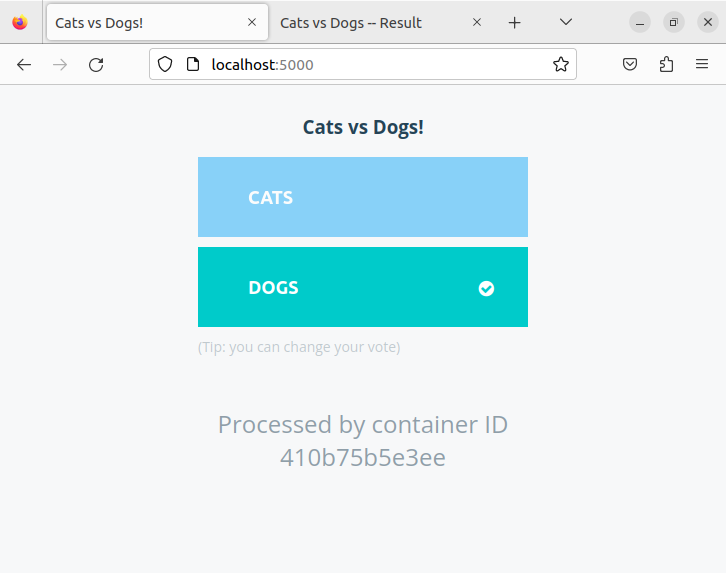 Cats vs Dogs!
Cats vs Dogs -- Result
localhost:5000
Cats vs Dogs!
CATS
DOGS
(Tip: you can change your vote)
Processed by container ID
410b75b5e3ee